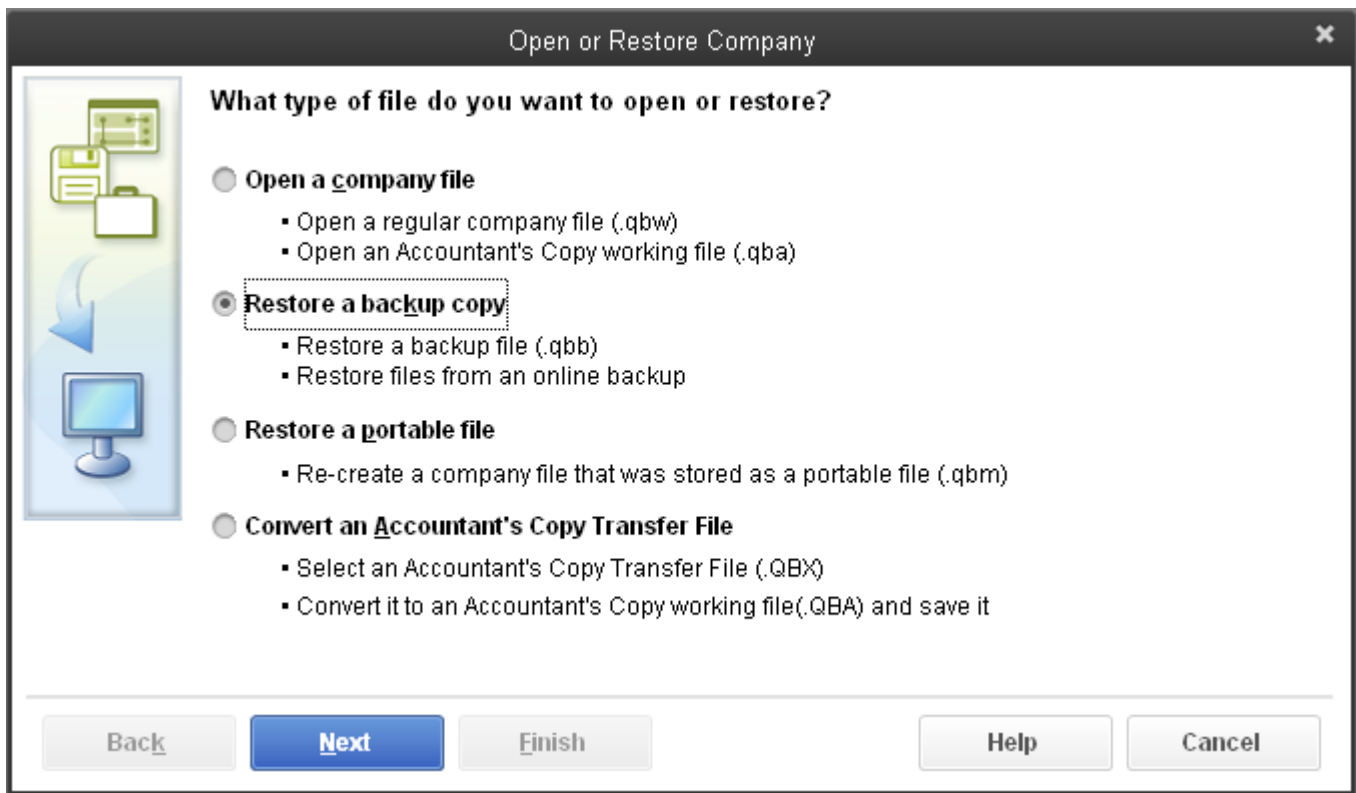 Open or Restore Company
What type of file do you want to open or restore?
Open a company file
▪ Open a regular company file (.qbw)
▪ Open an Accountant's Copy working file (.qba)
Restore a backup copy
▪ Restore a backup file (.qbb)
▪ Restore files from an online backup
Restore a portable file
▪ Re-create a company file that was stored as a portable file (.qbm)
Convert an Accountant's Copy Transfer File
▪ Select an Accountant's Copy Transfer File (.QBX)
▪ Convert it to an Accountant's Copy working file(.QBA) and save it
Back Next Finish Help Cancel